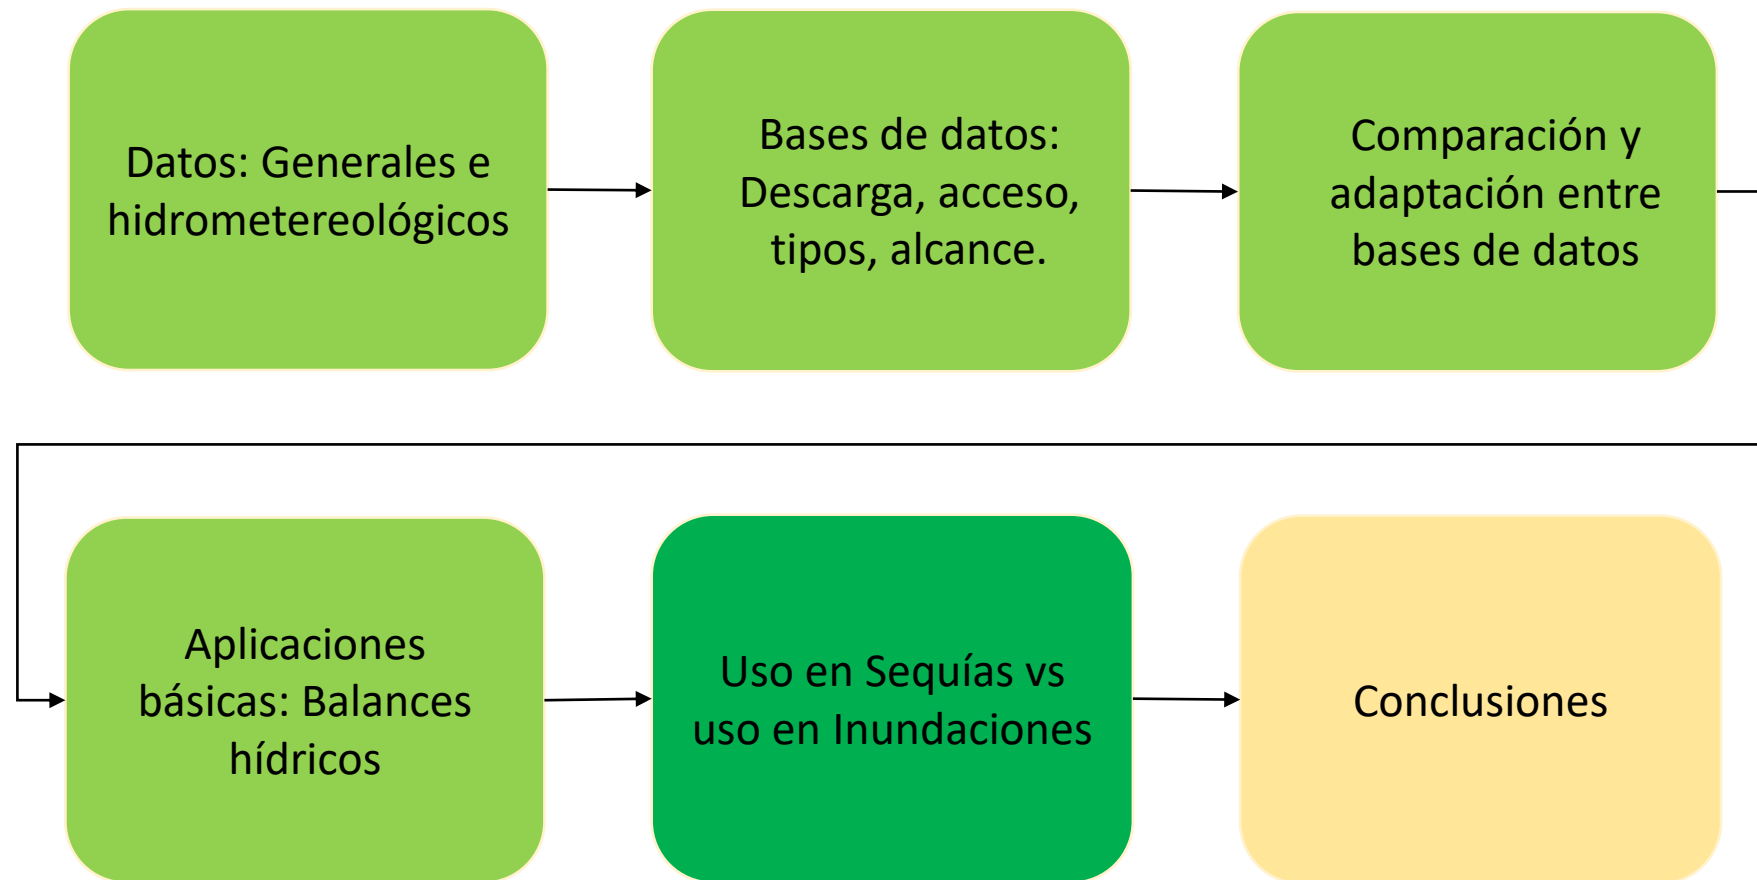 Datos: Generales e
hidrometereológicos
Bases de datos:
Descarga, acceso,
tipos, alcance.
Comparación y
adaptación entre
bases de datos
Aplicaciones
básicas: Balances
hídricos
Uso en Sequías vs
uso en Inundaciones
Conclusiones